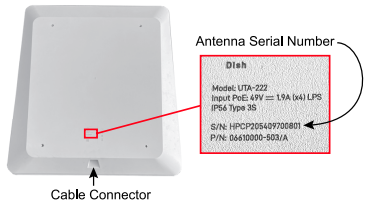 Antenna Serial Number
Dish
Model: UTA-222
Input PoE: 49V ⎓ 1.9A (x4) LPS
IP56 Type 3S
S/N: HPCP205409700801
P/N: 06610000-503/A
Cable Connector